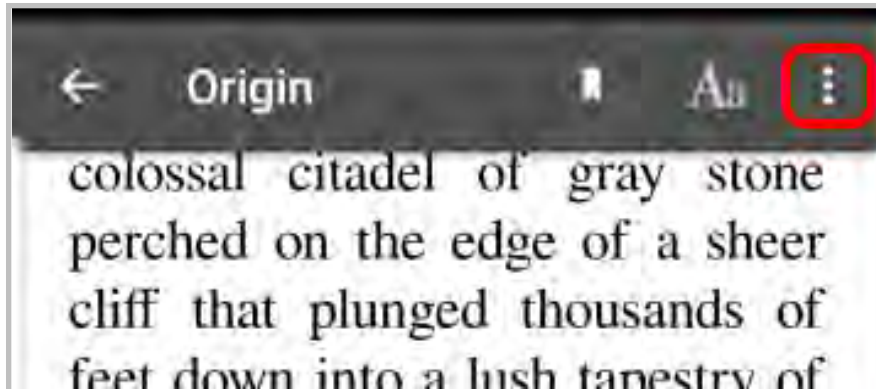 Origin
Aa
colossal citadel of gray stone
perched on the edge of a sheer
cliff that plunged thousands of
feet down into a lush tapestry of